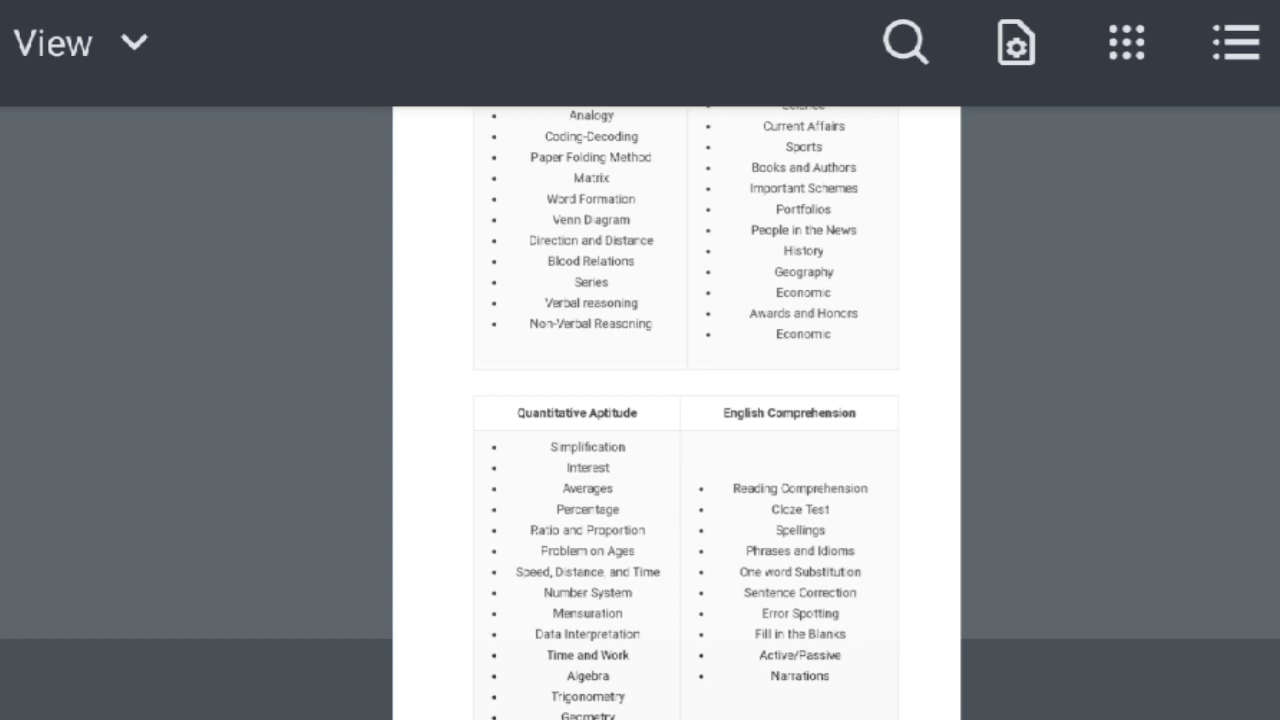 View
Analogy
Coding-Decoding
Paper Folding Method
Matrix
Word Formation
Venn Diagram
Direction and Distance
Blood Relations
Series
Verbal reasoning
Non-Verbal Reasoning
Science
Current Affairs
Sports
Books and Authors
Important Schemes
Portfolios
People in the News
History
Geography
Economic
Awards and Honors
Economic
Quantitative Aptitude
Simplification
Interest
Averages
Percentage
Ratio and Proportion
Problem on Ages
Speed, Distance, and Time
Number System
Mensuration
Data Interpretation
Time and Work
Algebra
Trigonometry
Geometry
English Comprehension
Reading Comprehension
Cloze Test
Spellings
Phrases and Idioms
One word Substitution
Sentence Correction
Error Spotting
Fill in the Blanks
Active/Passive
Narrations